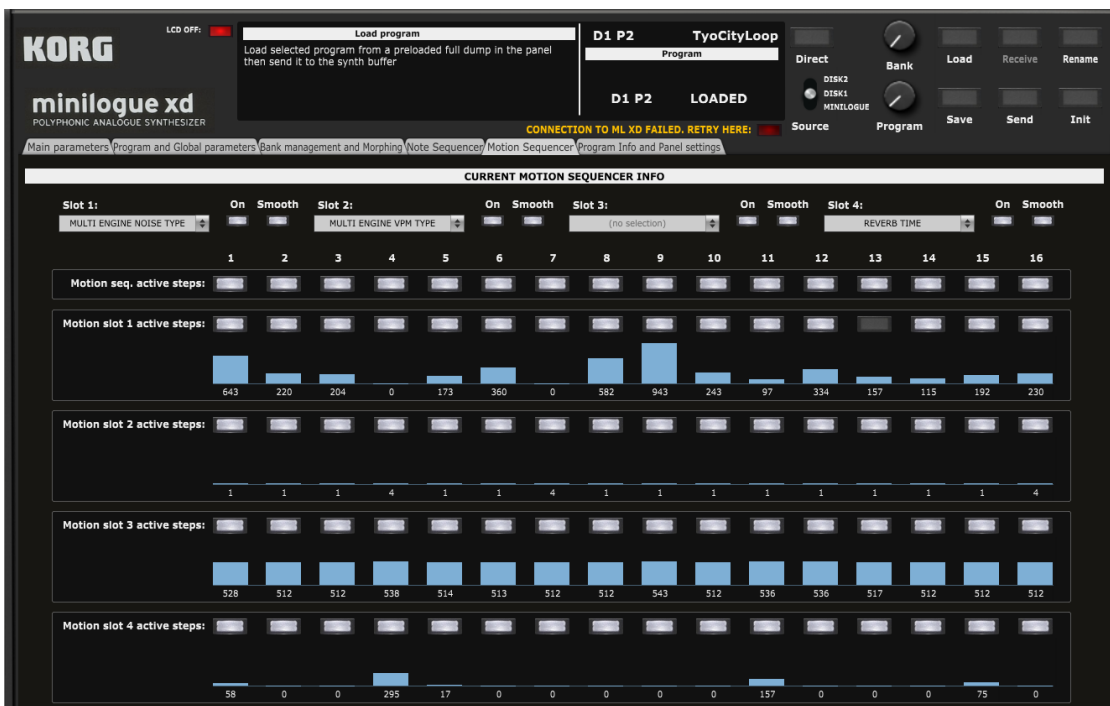 KORG
LCD OFF:
minilogue xd
POLYPHONIC ANALOGUE SYNTHESIZER
Load program
Load selected program from a preloaded full dump in the panel
then send it to the synth buffer
D1 P2 TyoCityLoop
Program
D1 P2 LOADED
CONNECTION TO ML XD FAILED. RETRY HERE:
Direct
DISK2
DISK1
MINILOGUE
Source
Bank
Program
Load Receive Rename
Save Send Init
Main parameters Program and Global parameters Bank management and Morphing Note Sequencer Motion Sequencer Program Info and Panel settings
CURRENT MOTION SEQUENCER INFO
Slot 1: On Smooth Slot 2: On Smooth Slot 3: On Smooth Slot 4: On Smooth
MULTI ENGINE NOISE TYPE MULTI ENGINE VPM TYPE (no selection) REVERB TIME
1 2 3 4 5 6 7 8 9 10 11 12 13 14 15 16
Motion seq. active steps:
Motion slot 1 active steps:
643 220 204 0 173 360 0 582 943 243 97 334 157 115 192 230
Motion slot 2 active steps:
1 1 1 4 1 1 4 1 1 1 1 1 1 1 1 4
Motion slot 3 active steps:
528 512 512 538 514 513 512 512 543 512 536 536 517 512 512 512
Motion slot 4 active steps:
58 0 0 295 17 0 0 0 0 0 157 0 0 0 75 0